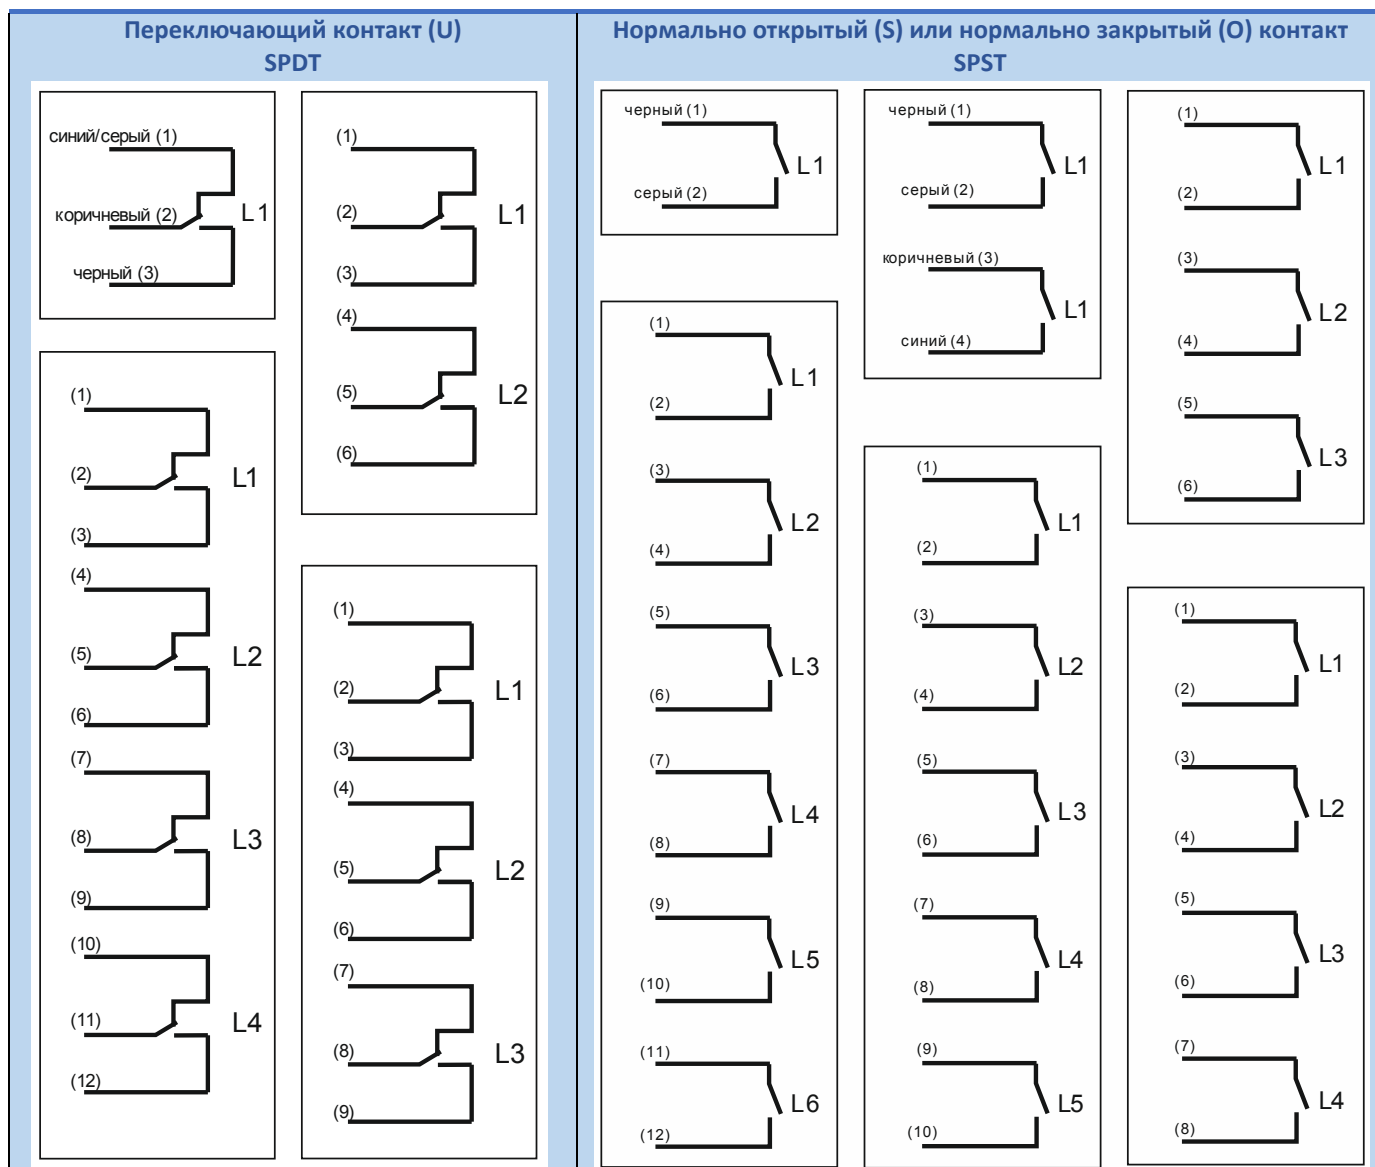 Переключающий контакт (U)
SPDT
синий/серый (1)
коричневый (2)
L1
черный (3)
(1)
(2)
L1
(3)
(4)
(5)
L2
(6)
(1)
(2)
L1
(3)
(4)
(5)
L2
(6)
(7)
(8)
L3
(9)
(10)
(11)
L4
(12)
(1)
(2)
L1
(3)
(4)
(5)
L2
(6)
(7)
(8)
L3
(9)
Нормально открытый (S) или нормально закрытый (O) контакт
SPST
черный (1)
L1
серый (2)
черный (1)
L1
серый (2)
коричневый (3)
L1
синий (4)
(1)
L1
(2)
(3)
L2
(4)
(5)
L3
(6)
(1)
L1
(2)
(3)
L2
(4)
(5)
L3
(6)
(7)
L4
(8)
(9)
L5
(10)
(11)
L6
(12)
(1)
L1
(2)
(3)
L2
(4)
(5)
L3
(6)
(7)
L4
(8)
(9)
L5
(10)
(1)
L1
(2)
(3)
L2
(4)
(5)
L3
(6)
(7)
L4
(8)